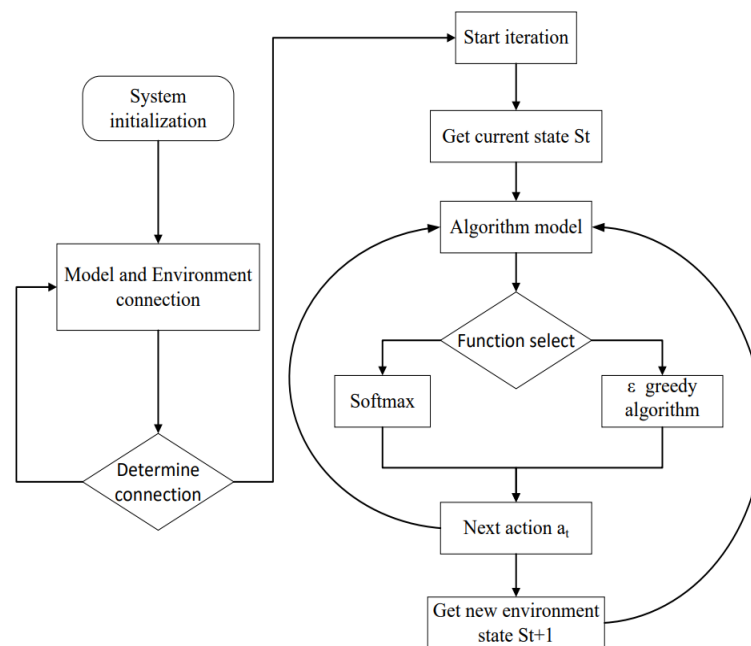 System
initialization
Model and Environment
connection
Determine
connection
Start iteration
Get current state St
Algorithm model
Function select
Softmax
ε greedy
algorithm
Next action at
Get new environment
state St+1